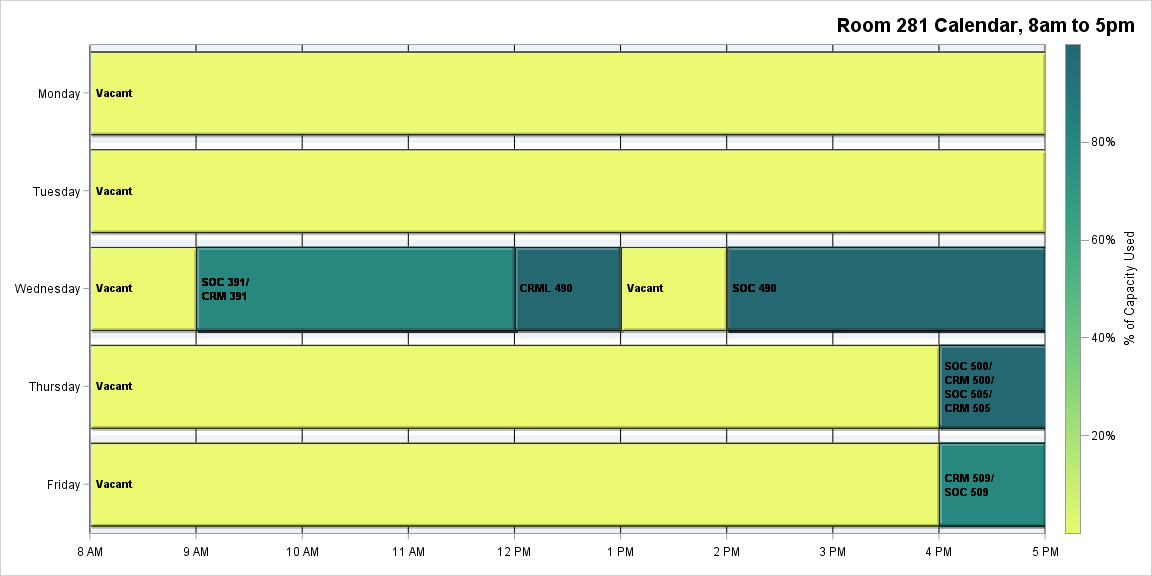 Room 281 Calendar, 8am to 5pm
Monday
Vacant
Tuesday
Vacant
Wednesday
Vacant
SOC 391/
CRM 391
CRML 490
Vacant
SOC 490
Thursday
Vacant
SOC 500/
CRM 500/
SOC 505/
CRM 505
Friday
Vacant
CRM 509/
SOC 509
8 AM
9 AM
10 AM
11 AM
12 PM
1 PM
2 PM
3 PM
4 PM
5 PM
80%
60%
40%
20%
% of Capacity Used